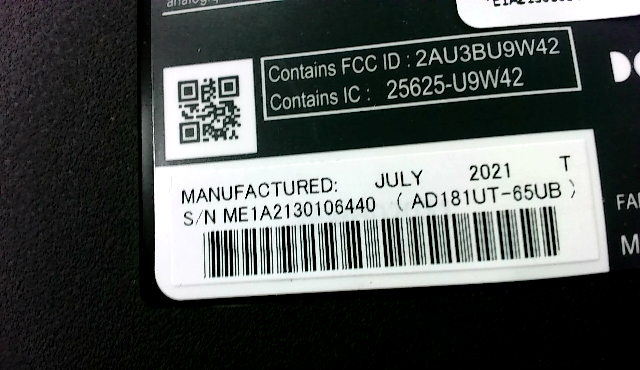 Contains FCC ID : 2AU3BU9W42
Contains IC : 25625-U9W42
MANUFACTURED: JULY 2021 T
S/N ME1A2130106440 ( AD181UT-65UB )